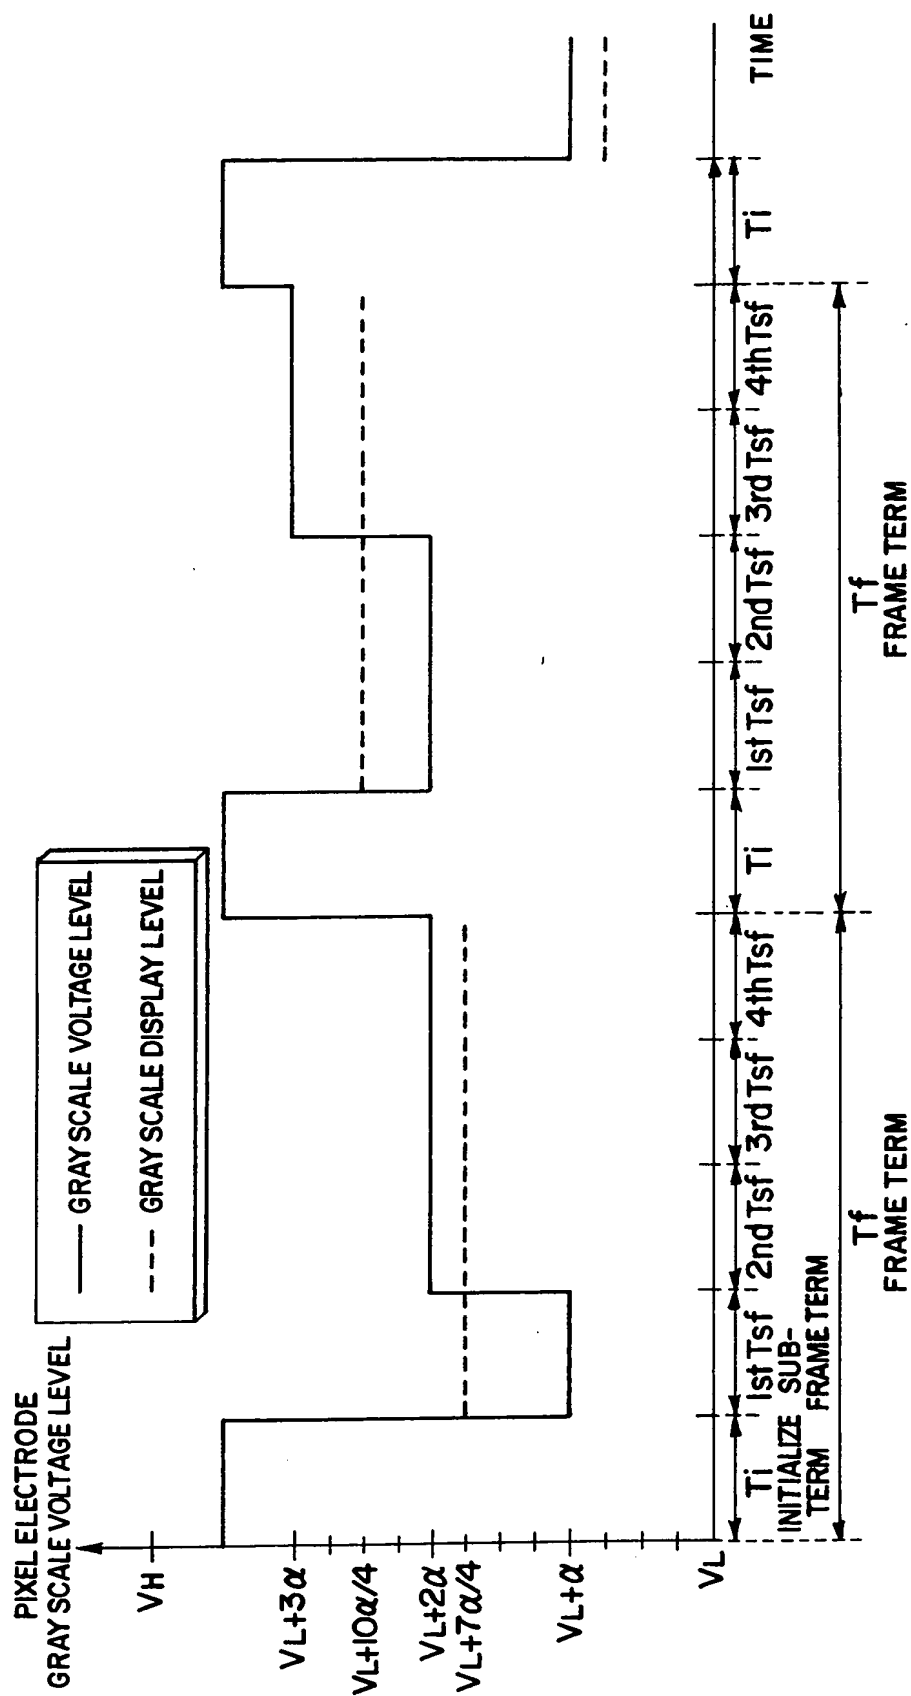 PIXEL ELECTRODE
GRAY SCALE VOLTAGE LEVEL
GRAY SCALE VOLTAGE LEVEL
GRAY SCALE DISPLAY LEVEL
VH
VL+3α
VL+10α/4
VL+2α
VL+7α/4
VL+α
VL
TIME
Ti 1st Tsf 2nd Tsf 3rd Tsf 4th Tsf Ti 1st Tsf 2nd Tsf 3rd Tsf 4th Tsf Ti
INITIALIZE SUB-
TERM FRAME TERM
Tf Tf
FRAME TERM FRAME TERM